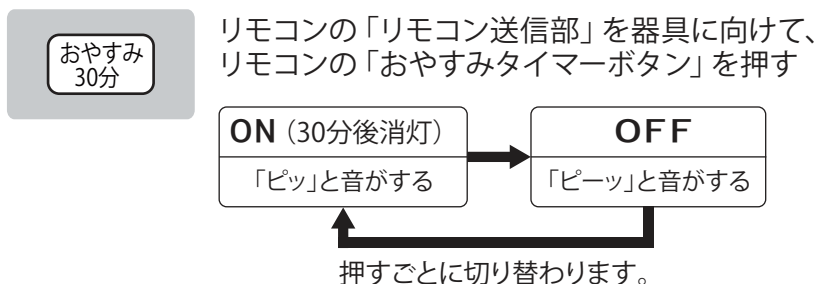 おやすみ
30分
リモコンの「リモコン送信部」を器具に向けて、
リモコンの「おやすみタイマーボタン」を押す
ON（30分後消灯）
「ピッ」と音がする
OFF
「ピーッ」と音がする
押すごとに切り替わります。